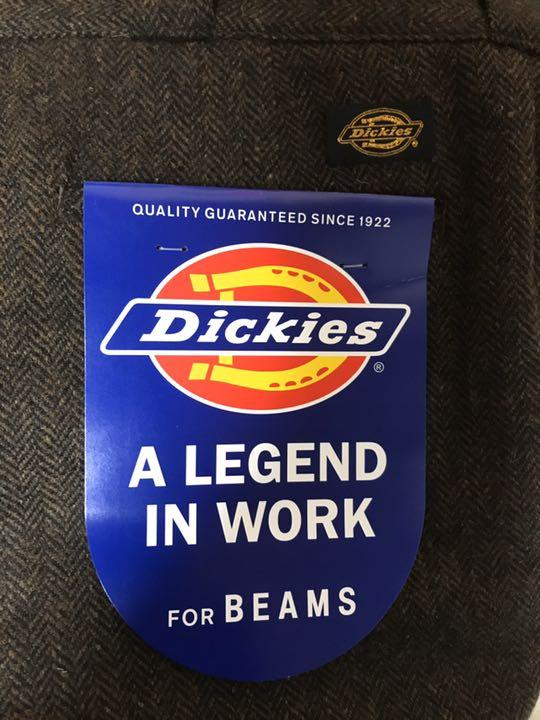 Dickies
QUALITY GUARANTEED SINCE 1922
Dickies
®
A LEGEND
IN WORK
FOR BEAMS